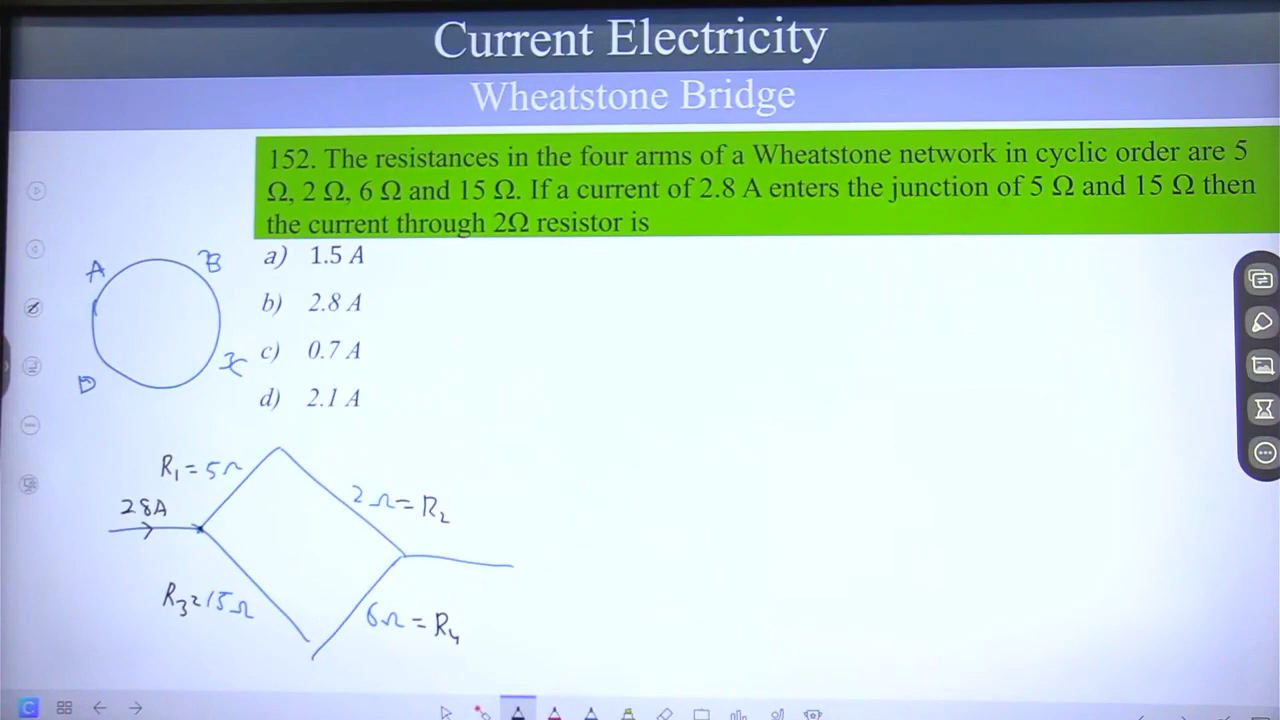 Current Electricity
Wheatstone Bridge
152. The resistances in the four arms of a Wheatstone network in cyclic order are 5
Ω, 2 Ω, 6 Ω and 15 Ω. If a current of 2.8 A enters the junction of 5 Ω and 15 Ω then
the current through 2Ω resistor is
a) 1.5 A
b) 2.8 A
c) 0.7 A
d) 2.1 A
A
B
D
R₁ = 5Ω
2Ω = R₂
28A
R₃ = 15Ω
6Ω = R₄
C